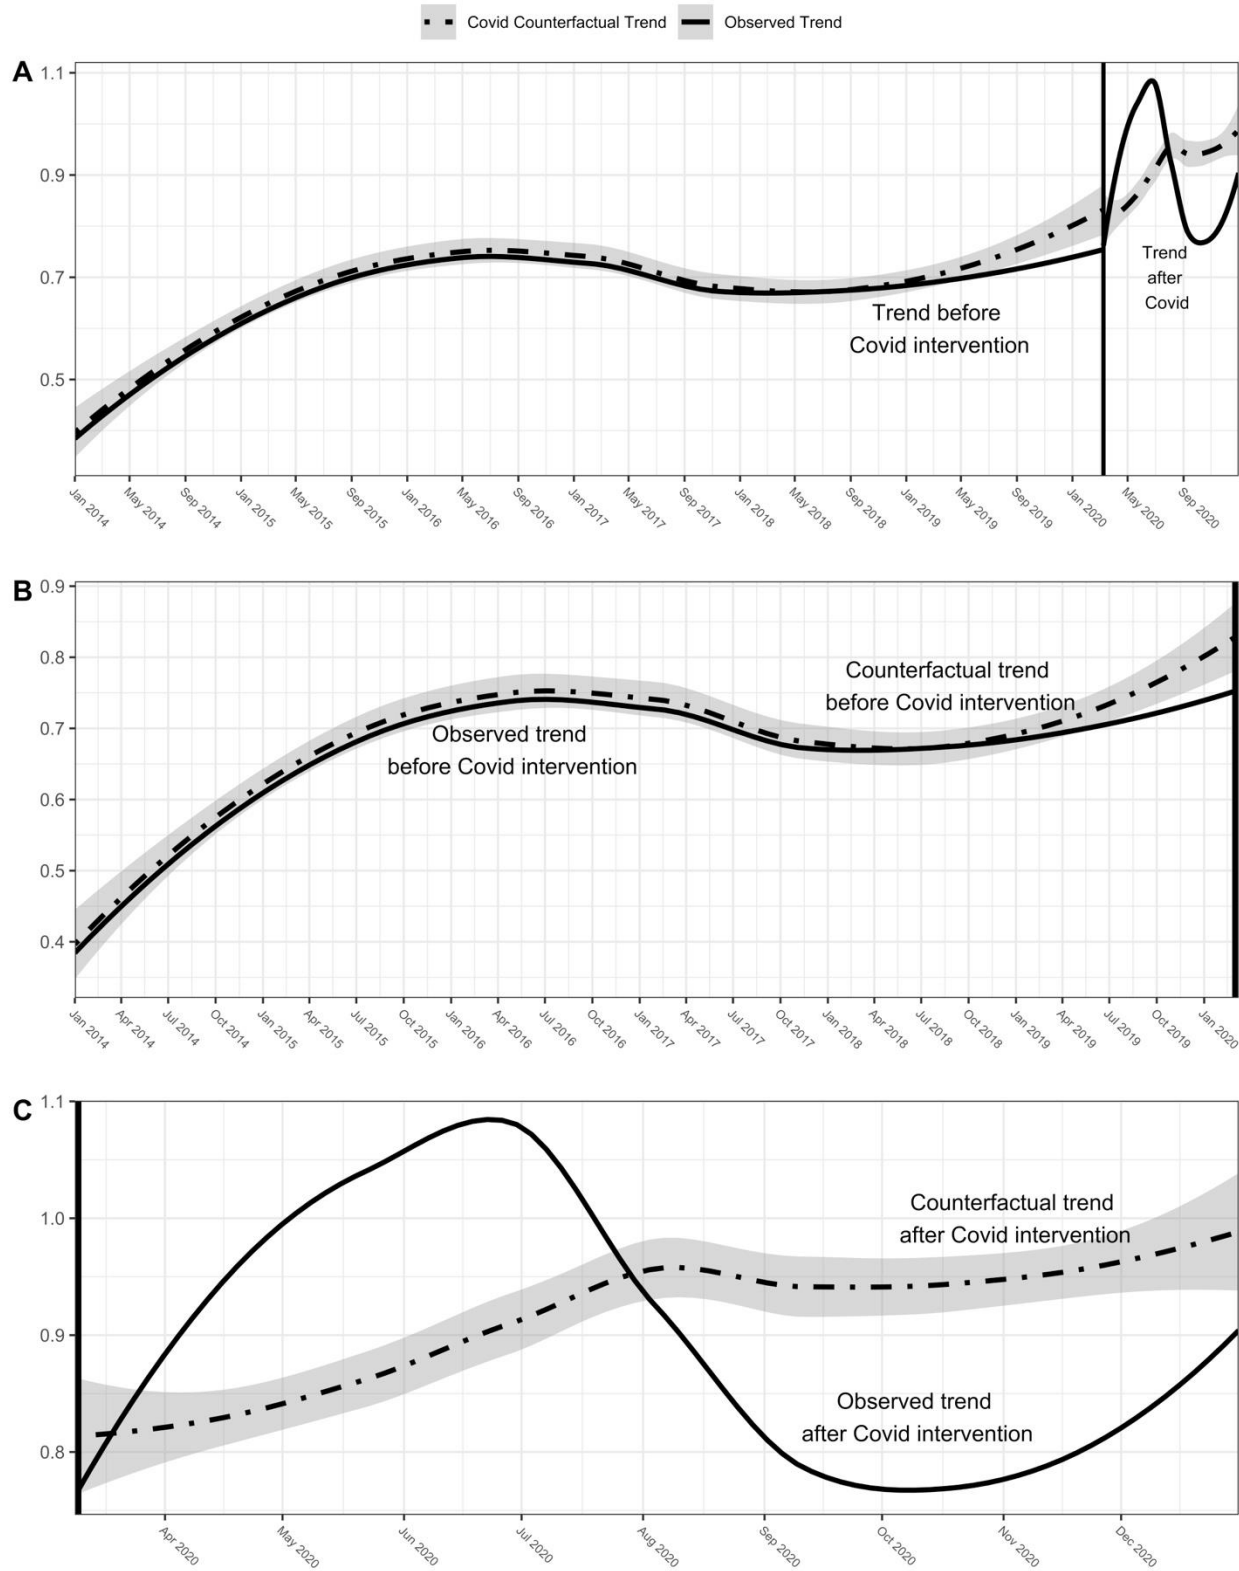 Covid Counterfactual Trend Observed Trend
A
1.1
0.9
0.7
0.5
Trend before
Covid intervention
Trend
after
Covid
Jan 2014 May 2014 Sep 2014 Jan 2015 May 2015 Sep 2015 Jan 2016 May 2016 Sep 2016 Jan 2017 May 2017 Sep 2017 Jan 2018 May 2018 Sep 2018 Jan 2019 May 2019 Sep 2019 Jan 2020 May 2020 Sep 2020
B
0.9
0.8
0.7
0.6
0.5
0.4
Counterfactual trend
before Covid intervention
Observed trend
before Covid intervention
Jan 2014 Apr 2014 Jul 2014 Oct 2014 Jan 2015 Apr 2015 Jul 2015 Oct 2015 Jan 2016 Apr 2016 Jul 2016 Oct 2016 Jan 2017 Apr 2017 Jul 2017 Oct 2017 Jan 2018 Apr 2018 Jul 2018 Oct 2018 Jan 2019 Apr 2019 Jul 2019 Oct 2019 Jan 2020
C
1.1
1.0
0.9
0.8
Counterfactual trend
after Covid intervention
Observed trend
after Covid intervention
Apr 2020 May 2020 Jun 2020 Jul 2020 Aug 2020 Sep 2020 Oct 2020 Nov 2020 Dec 2020